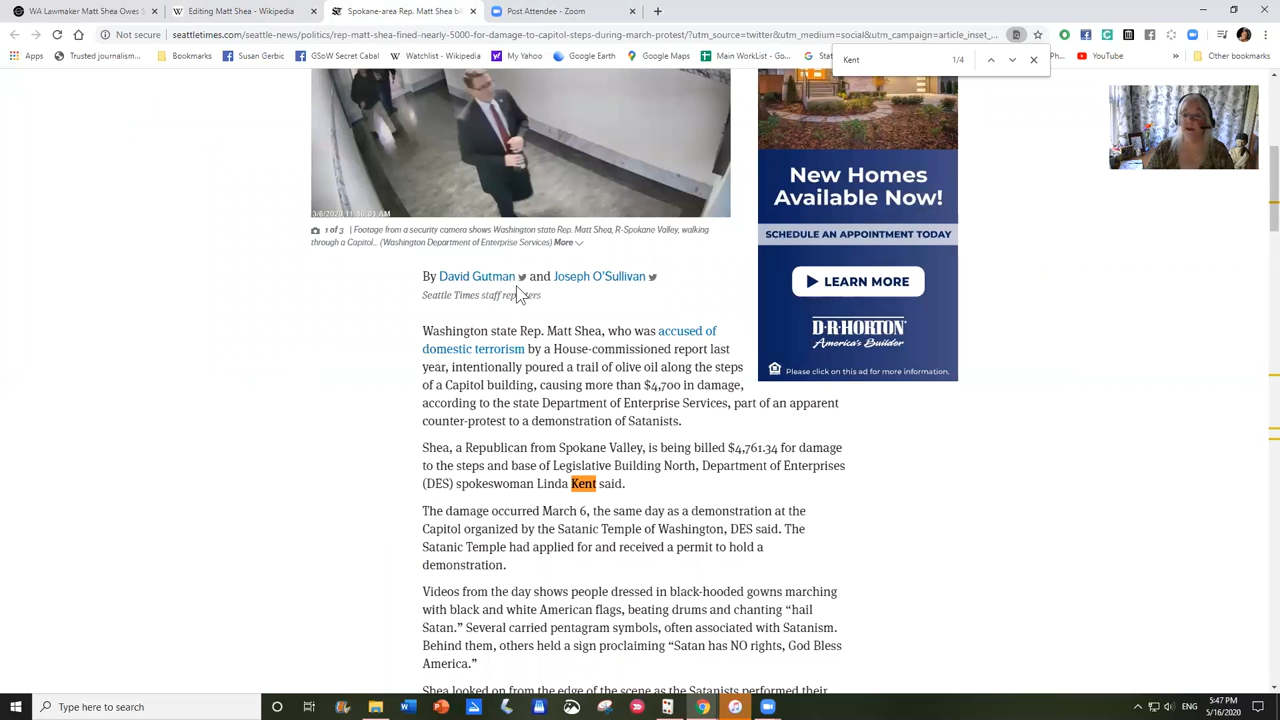 WA Lawmaker Matt Shea Owes S
Editing Matt Shea - Wikipedia
Spokane-area Rep. Matt Shea b
Post Attendee - Zoom
Not secure
seattletimes.com/seattle-news/politics/rep-matt-shea-fined-nearly-5000-for-damage-to-capitol-steps-during-march-protest/?utm_source=twitter&utm_medium=social&utm_campaign=article_inset_...
Apps
Trusted journalism...
Buffalo
Susan Gerbic
GSoW Secret Cabal
Watchlist - Wikipedia
My Yahoo
Google Earth
Google Maps
Main WorkList - Go...
YouTube
»
Other bookmarks
Kent
1/4
3/6/2020 11:30:01 AM
1 of 3 | Footage from a security camera shows Washington state Rep. Matt Shea, R-Spokane Valley, walking
through a Capitol... (Washington Department of Enterprise Services) More
By David Gutman and Joseph O'Sullivan
Seattle Times staff reporters
Washington state Rep. Matt Shea, who was accused of
domestic terrorism by a House-commissioned report last
year, intentionally poured a trail of olive oil along the steps
of a Capitol building, causing more than $4,700 in damage,
according to the state Department of Enterprise Services, part of an apparent
counter-protest to a demonstration of Satanists.
Shea, a Republican from Spokane Valley, is being billed $4,761.34 for damage
to the steps and base of Legislative Building North, Department of Enterprises
(DES) spokeswoman Linda Kent said.
The damage occurred March 6, the same day as a demonstration at the
Capitol organized by the Satanic Temple of Washington, DES said. The
Satanic Temple had applied for and received a permit to hold a
demonstration.
Videos from the day shows people dressed in black-hooded gowns marching
with black and white American flags, beating drums and chanting “hail
Satan.” Several carried pentagram symbols, often associated with Satanism.
Behind them, others held a sign proclaiming “Satan has NO rights, God Bless
America.”
Shea looked on from the edge of the scene as the Satanists performed their
New Homes
Available Now!
SCHEDULE AN APPOINTMENT TODAY
LEARN MORE
D·R·HORTON
America's Builder
Please click on this ad for more information.
Type here to search
5:47 PM
5/16/2020